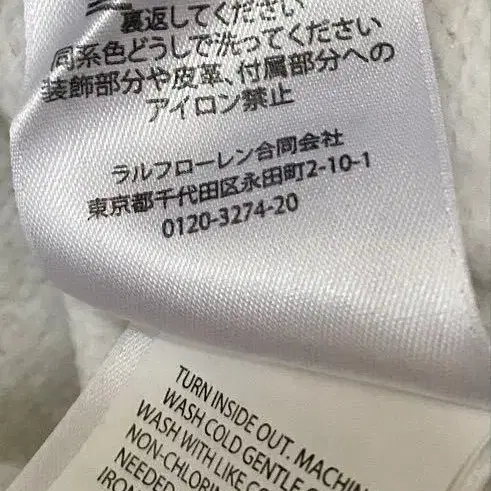 裏返してください
同系色どうしで洗ってください
装飾部分や皮革、付属部分への
アイロン禁止
ラルフローレン合同会社
東京都千代田区永田町2-10-1
0120-3274-20
TURN INSIDE OUT. MACHIN
WASH COLD GENTLE
WASH WITH LIKE CO
NON-CHLORIN
NEEDED
IRON